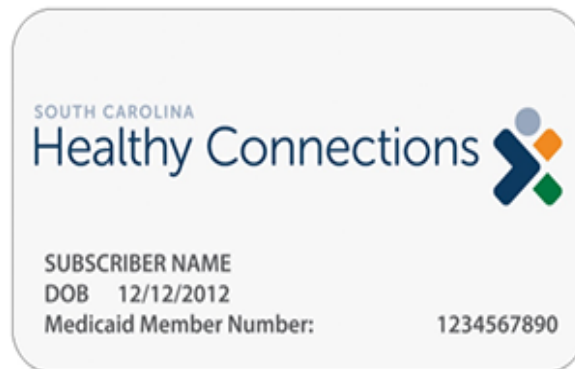 SOUTH CAROLINA
Healthy Connections
SUBSCRIBER NAME
DOB 12/12/2012
Medicaid Member Number: 1234567890